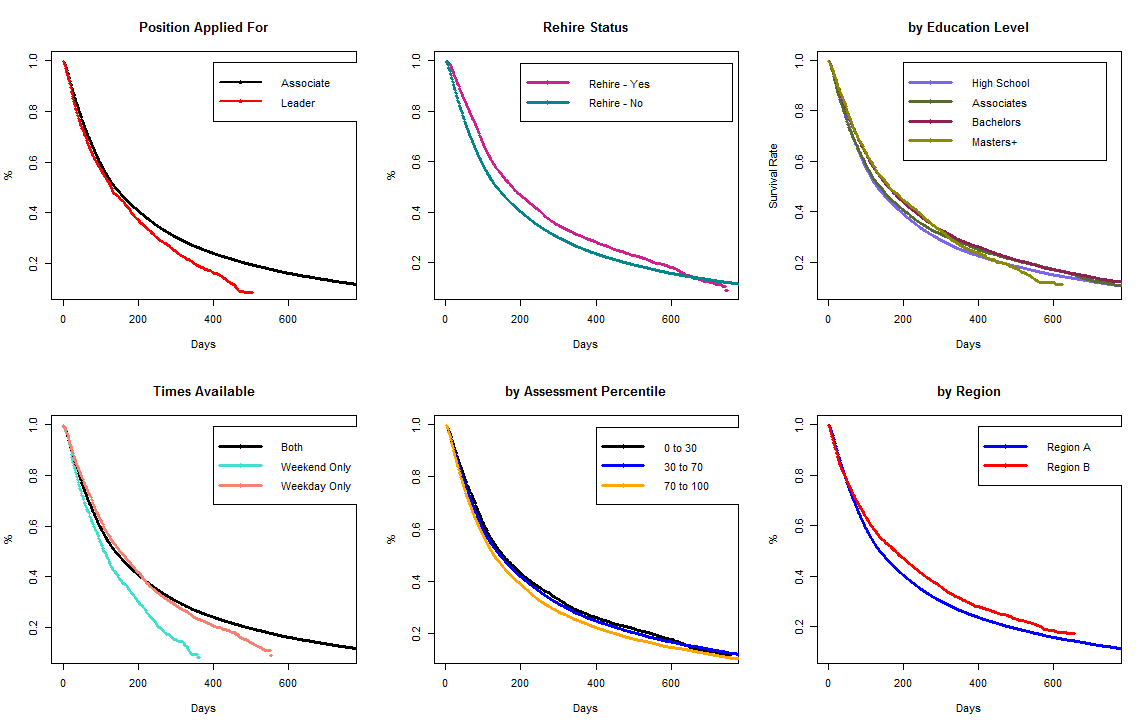 Position Applied For
%
1.0
0.8
0.6
0.4
0.2
Associate
Leader
0 200 400 600
Days
Rehire Status
%
1.0
0.8
0.6
0.4
0.2
Rehire - Yes
Rehire - No
0 200 400 600
Days
by Education Level
Survival Rate
1.0
0.8
0.6
0.4
0.2
High School
Associates
Bachelors
Masters+
0 200 400 600
Days
Times Available
%
1.0
0.8
0.6
0.4
0.2
Both
Weekend Only
Weekday Only
0 200 400 600
Days
by Assessment Percentile
%
1.0
0.8
0.6
0.4
0.2
0 to 30
30 to 70
70 to 100
0 200 400 600
Days
by Region
%
1.0
0.8
0.6
0.4
0.2
Region A
Region B
0 200 400 600
Days